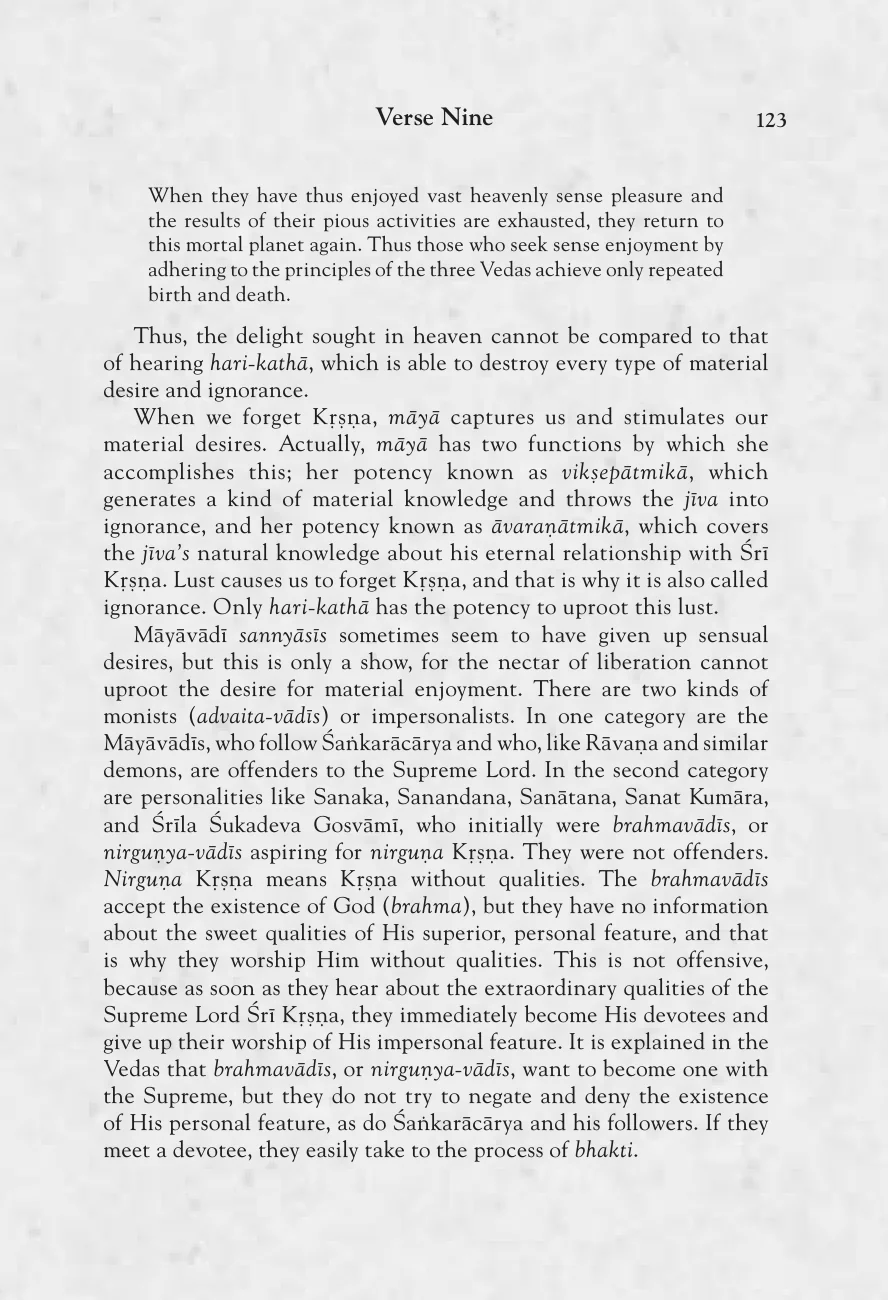 Verse Nine 123
When they have thus enjoyed vast heavenly sense pleasure and
the results of their pious activities are exhausted, they return to
this mortal planet again. Thus those who seek sense enjoyment by
adhering to the principles of the three Vedas achieve only repeated
birth and death.
Thus, the delight sought in heaven cannot be compared to that
of hearing hari-kathā, which is able to destroy every type of material
desire and ignorance.
When we forget Kṛṣṇa, māyā captures us and stimulates our
material desires. Actually, māyā has two functions by which she
accomplishes this; her potency known as vikṣepātmikā, which
generates a kind of material knowledge and throws the jīva into
ignorance, and her potency known as āvaraṇātmikā, which covers
the jīva's natural knowledge about his eternal relationship with Śrī
Kṛṣṇa. Lust causes us to forget Kṛṣṇa, and that is why it is also called
ignorance. Only hari-kathā has the potency to uproot this lust.
Māyāvādī sannyāsīs sometimes seem to have given up sensual
desires, but this is only a show, for the nectar of liberation cannot
uproot the desire for material enjoyment. There are two kinds of
monists (advaita-vādīs) or impersonalists. In one category are the
Māyāvādīs, who follow Śaṅkarācārya and who, like Rāvaṇa and similar
demons, are offenders to the Supreme Lord. In the second category
are personalities like Sanaka, Sanandana, Sanātana, Sanat Kumāra,
and Śrīla Śukadeva Gosvāmī, who initially were brahmavādīs, or
nirguṇya-vādīs aspiring for nirguṇa Kṛṣṇa. They were not offenders.
Nirguṇa Kṛṣṇa means Kṛṣṇa without qualities. The brahmavādīs
accept the existence of God (brahma), but they have no information
about the sweet qualities of His superior, personal feature, and that
is why they worship Him without qualities. This is not offensive,
because as soon as they hear about the extraordinary qualities of the
Supreme Lord Śrī Kṛṣṇa, they immediately become His devotees and
give up their worship of His impersonal feature. It is explained in the
Vedas that brahmavādīs, or nirguṇya-vādīs, want to become one with
the Supreme, but they do not try to negate and deny the existence
of His personal feature, as do Śaṅkarācārya and his followers. If they
meet a devotee, they easily take to the process of bhakti.